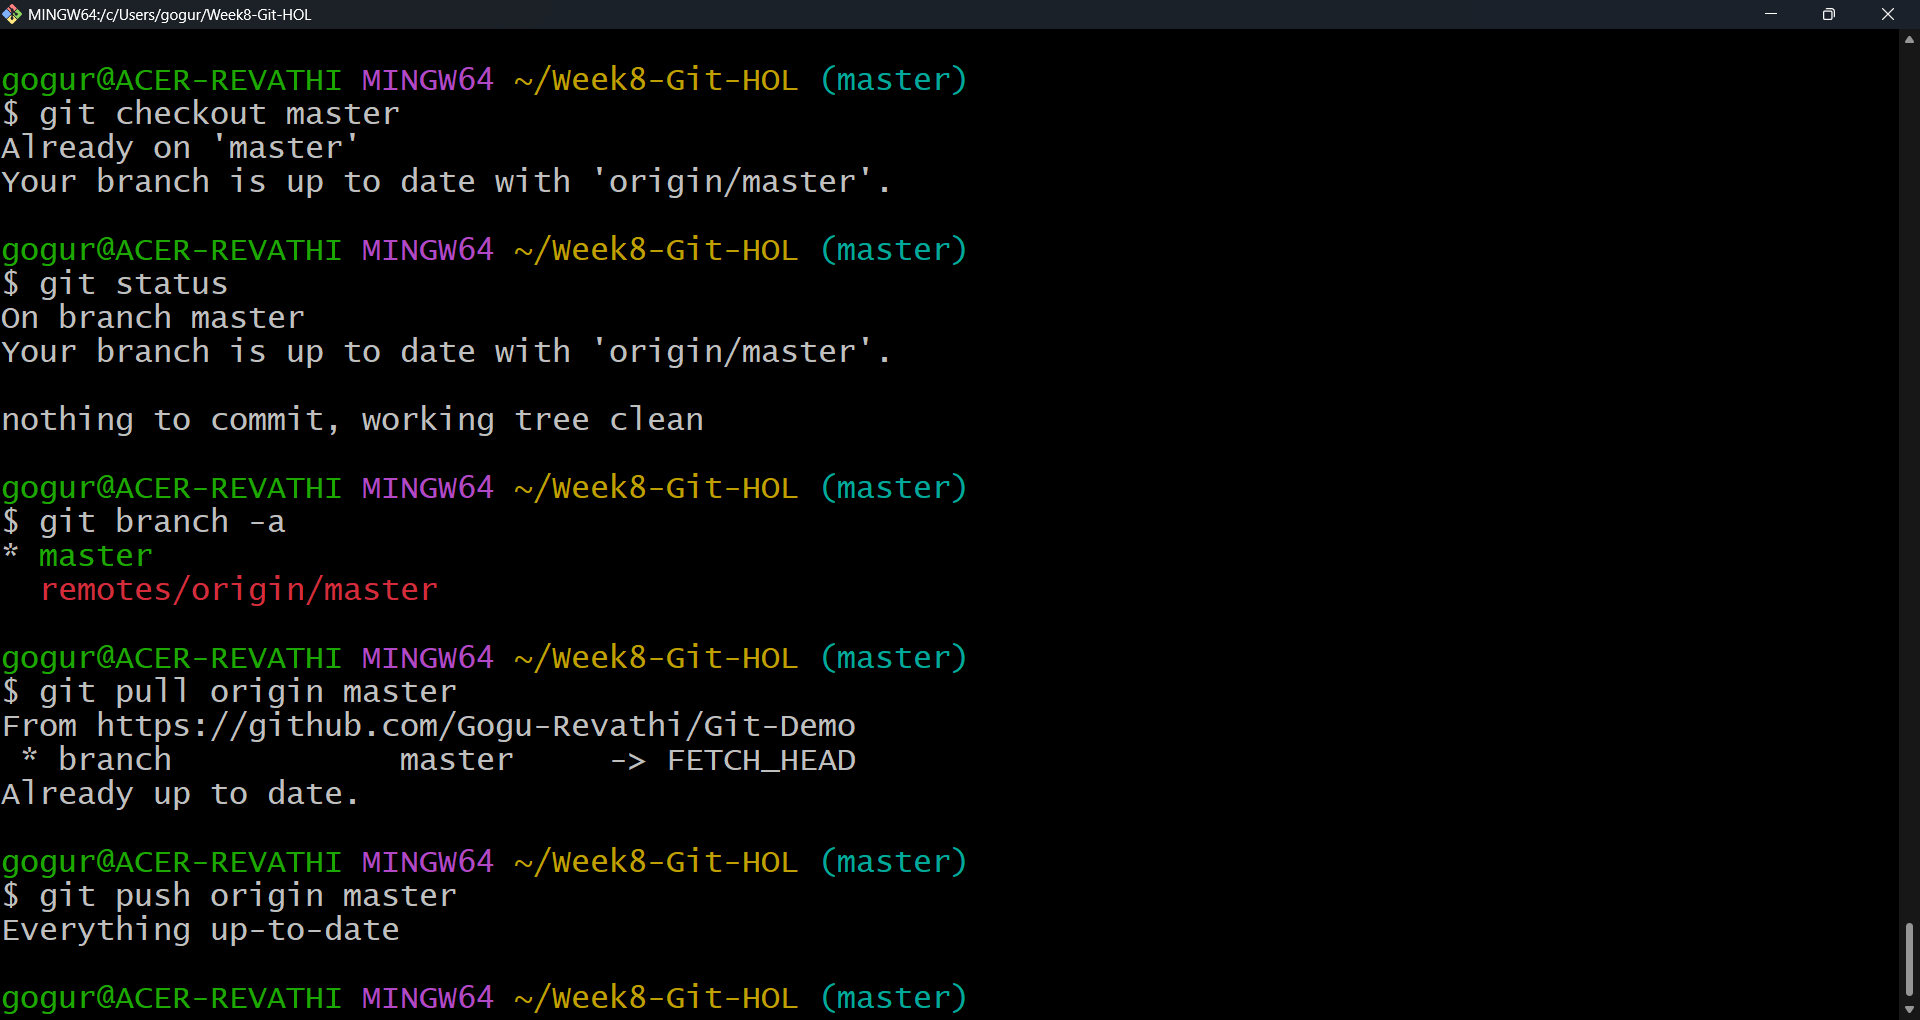 MINGW64:/c/Users/gogur/Week8-Git-HOL
gogur@ACER-REVATHI MINGW64 ~/Week8-Git-HOL (master)
$ git checkout master
Already on 'master'
Your branch is up to date with 'origin/master'.
gogur@ACER-REVATHI MINGW64 ~/Week8-Git-HOL (master)
$ git status
On branch master
Your branch is up to date with 'origin/master'.
nothing to commit, working tree clean
gogur@ACER-REVATHI MINGW64 ~/Week8-Git-HOL (master)
$ git branch -a
* master
  remotes/origin/master
gogur@ACER-REVATHI MINGW64 ~/Week8-Git-HOL (master)
$ git pull origin master
From https://github.com/Gogu-Revathi/Git-Demo
 * branch            master     -> FETCH_HEAD
Already up to date.
gogur@ACER-REVATHI MINGW64 ~/Week8-Git-HOL (master)
$ git push origin master
Everything up-to-date
gogur@ACER-REVATHI MINGW64 ~/Week8-Git-HOL (master)